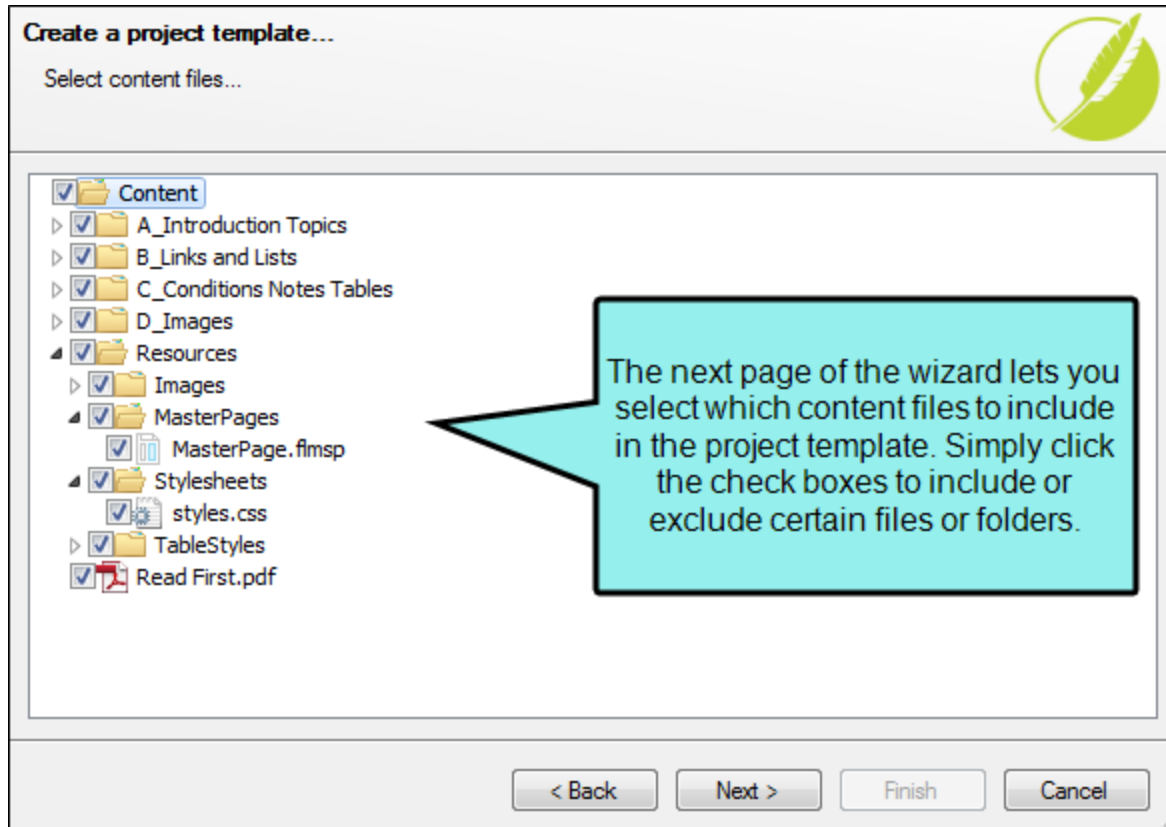 Create a project template...
Select content files...
Content
A_Introduction Topics
B_Links and Lists
C_Conditions Notes Tables
D_Images
Resources
Images
MasterPages
MasterPage.flmsp
Stylesheets
styles.css
TableStyles
Read First.pdf
The next page of the wizard lets you
select which content files to include
in the project template. Simply click
the check boxes to include or
exclude certain files or folders.
< Back
Next >
Finish
Cancel